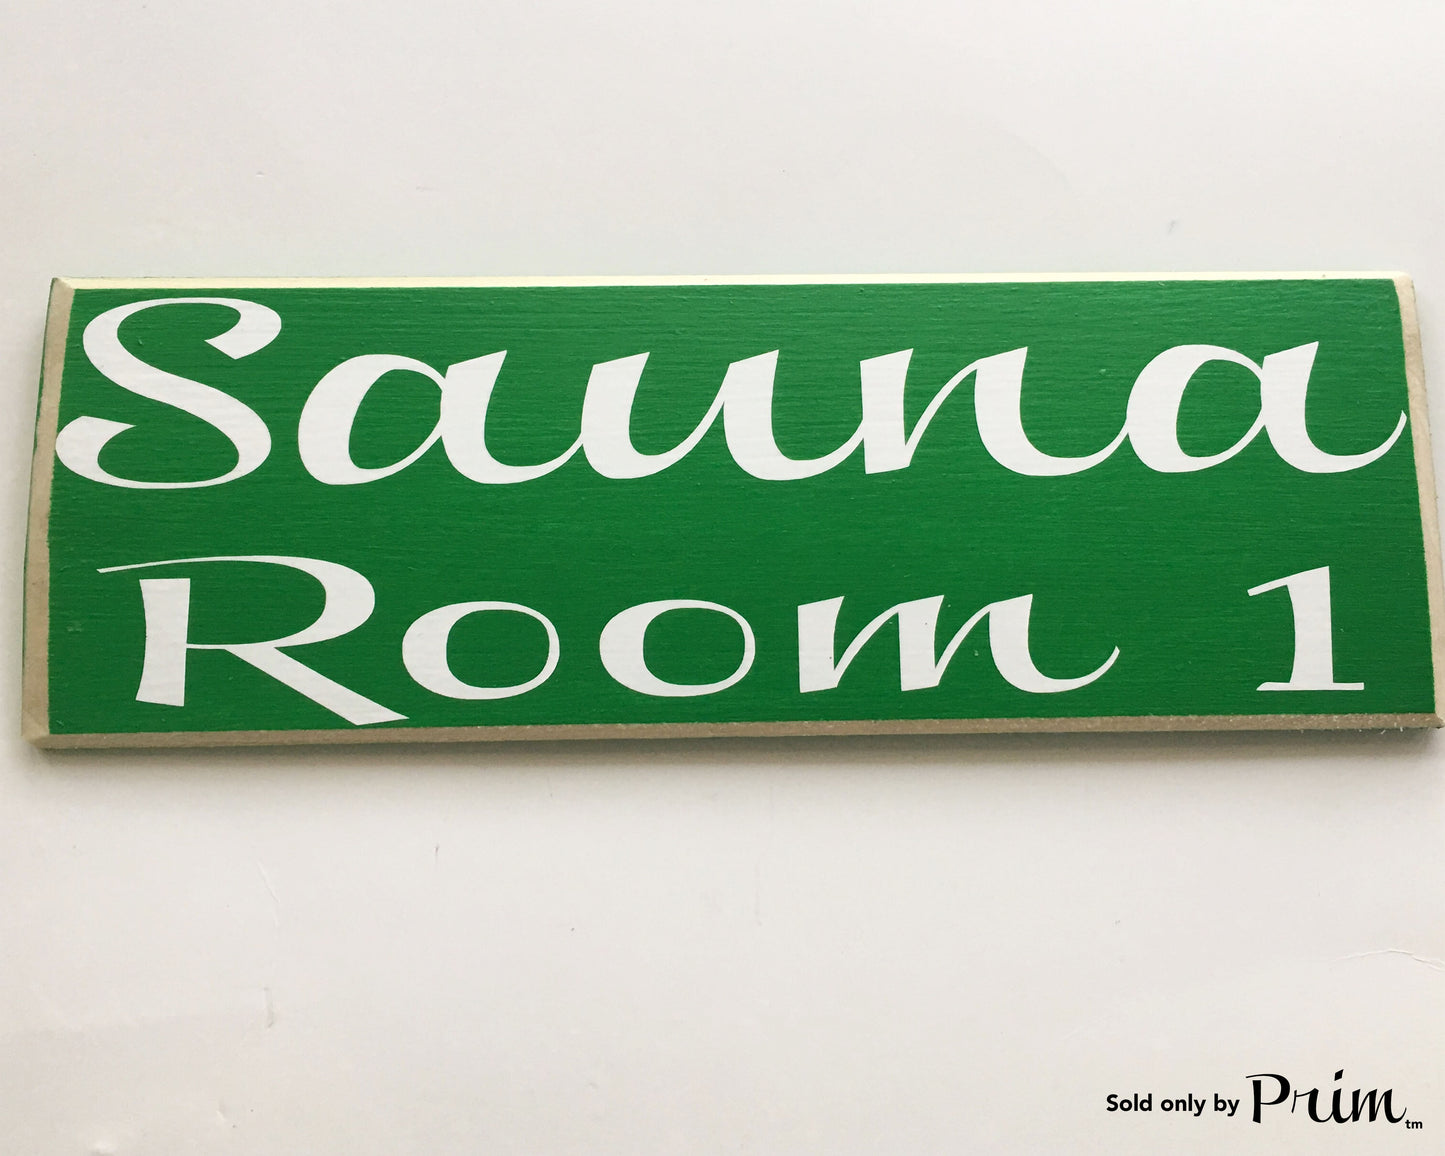 Sauna
Room 1
Sold only by Prim tm